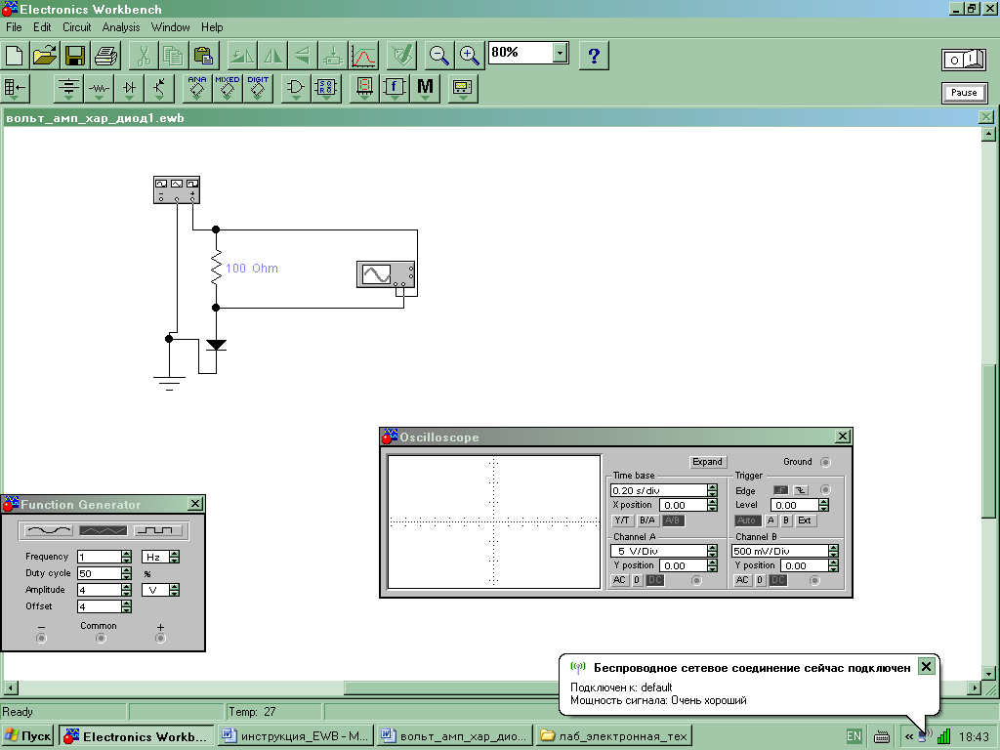 Electronics Workbench
File Edit Circuit Analysis Window Help
80%
?
O I
ANA MIXED DIGIT
f M
Pause
вольт_амп_хар_диод1.ewb
100 Ohm
Oscilloscope
Expand Ground
Time base Trigger
0.20 s/div Edge
X position 0.00 Level 0.00
Y/T B/A A/B Auto A B Ext
Channel A Channel B
5 V/Div 500 mV/Div
Y position 0.00 Y position 0.00
AC 0 DC AC 0 DC
Function Generator
Frequency 1 Hz
Duty cycle 50 %
Amplitude 4 V
Offset 4
− Common +
Беспроводное сетевое соединение сейчас подключен
Подключен к: default
Мощность сигнала: Очень хороший
Ready Temp: 27
Пуск Electronics Workb... инструкция_EWB - M... вольт_амп_хар_дио... лаб_электронная_тех EN « 18:43